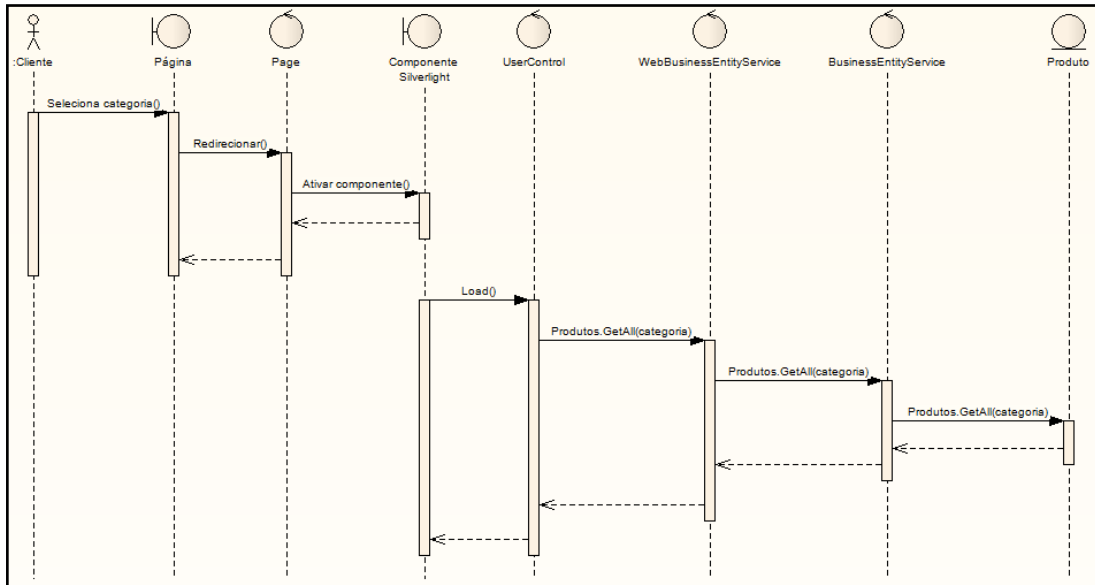 :Cliente
Página
Page
Componente
Silverlight
UserControl
WebBusinessEntityService
BusinessEntityService
Produto
Seleciona categoria()
Redirecionar()
Ativar componente()
Load()
Produtos.GetAll(categoria)
Produtos.GetAll(categoria)
Produtos.GetAll(categoria)